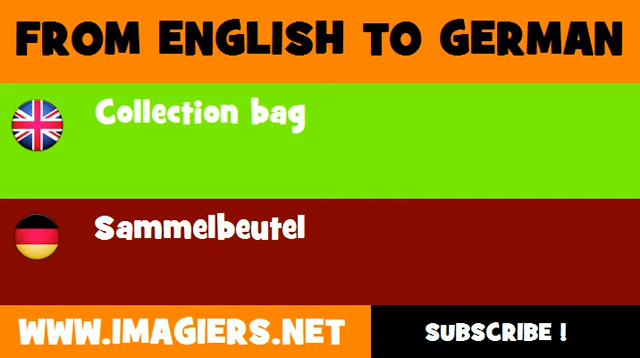 FROM ENGLISH TO GERMAN
Collection bag
Sammelbeutel
WWW.IMAGIERS.NET
SUBSCRIBE !